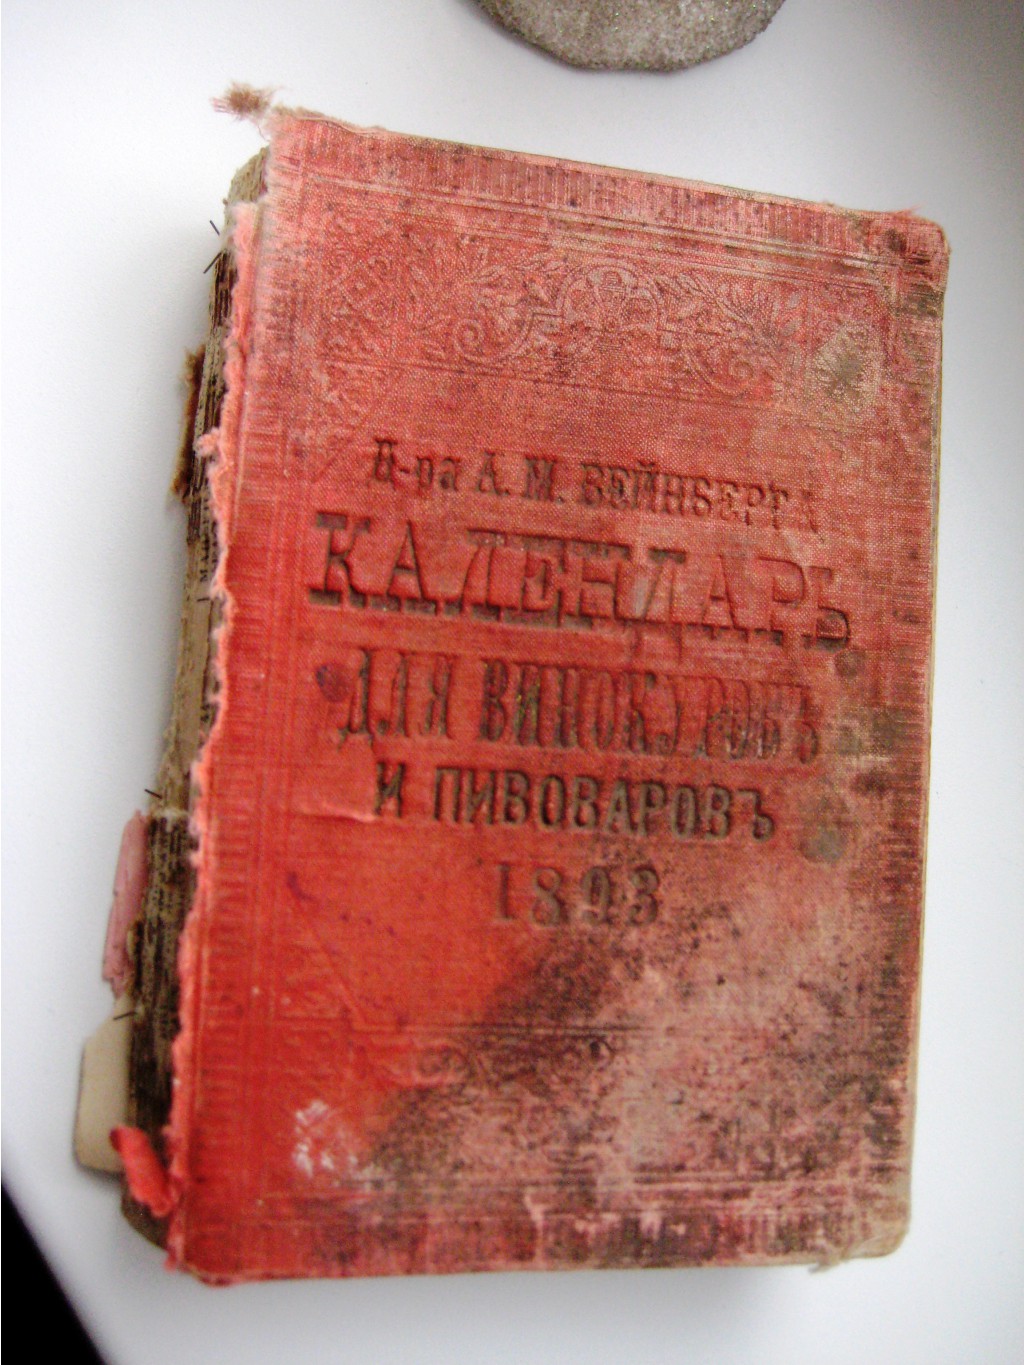 Д-ра А. М. ВЕЙНБЕРГА
КАЛЕНДАРЬ
ДЛЯ ВИНОКУРОВЪ
И ПИВОВАРОВЪ
1893